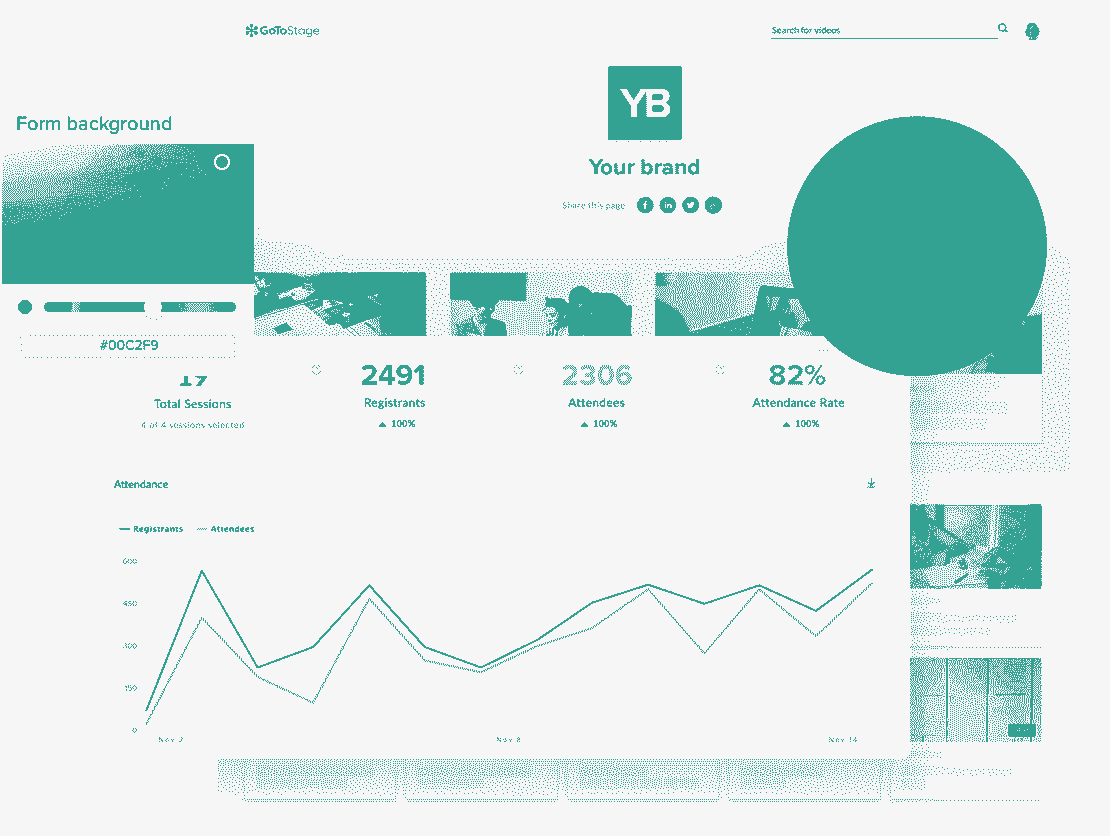 GoToStage
Search for videos
YB
Form background
Your brand
Share this page
#00C2F9
17
2491
2306
82%
Total Sessions
Registrants
Attendees
Attendance Rate
4 of 4 sessions selected
100%
100%
100%
Attendance
Registrants
Attendees
600
450
300
150
0
Nov 2
Nov 8
Nov 14